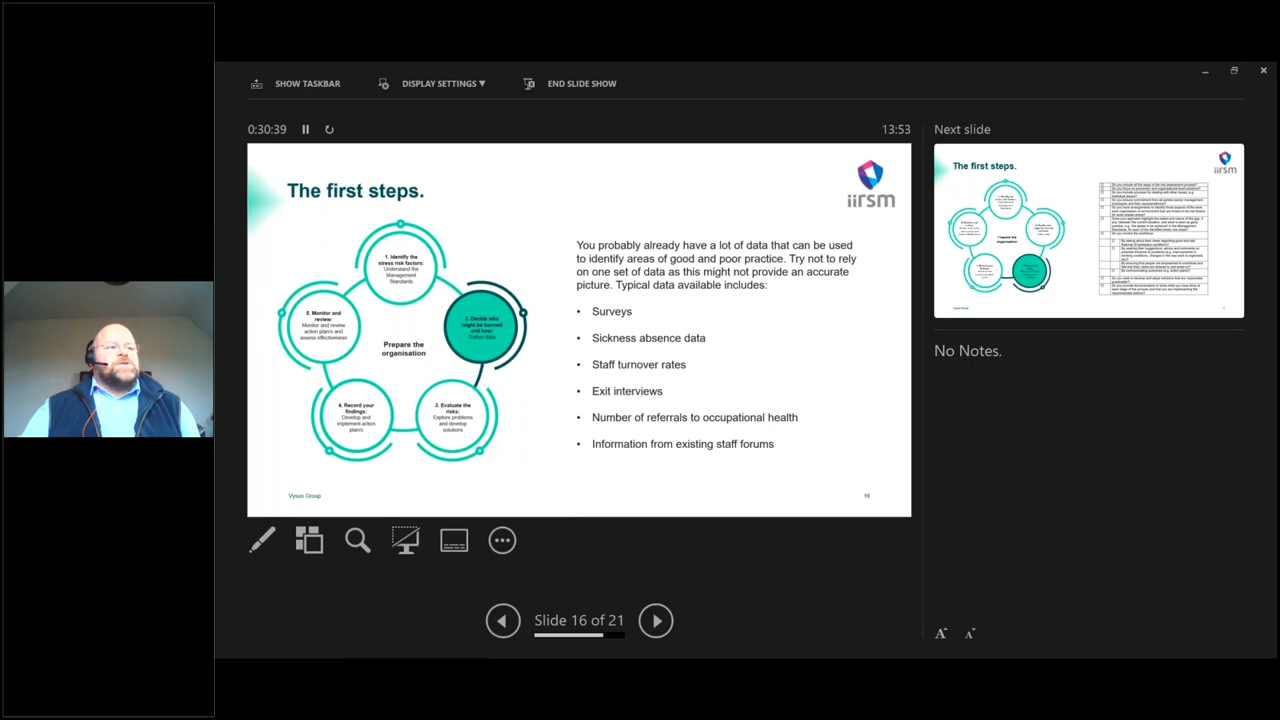 SHOW TASKBAR
DISPLAY SETTINGS ▼
END SLIDE SHOW
0:30:39
13:53
Next slide
The first steps.
iirsm
1. Identify the
stress risk factors:
Understand the
Management
Standards
2. Decide who
might be harmed
and how:
Gather data
3. Evaluate the
risks:
Explore problems
and develop
solutions
4. Record your
findings:
Develop and
implement action
plan/s
5. Monitor and
review:
Monitor and review
action plan/s and
assess effectiveness
Prepare the
organisation
You probably already have a lot of data that can be used
to identify areas of good and poor practice. Try not to rely
on one set of data as this might not provide an accurate
picture. Typical data available includes:
• Surveys
• Sickness absence data
• Staff turnover rates
• Exit interviews
• Number of referrals to occupational health
• Information from existing staff forums
Vysus Group
16
The first steps.
iirsm
Prepare the
organisation
No Notes.
Slide 16 of 21